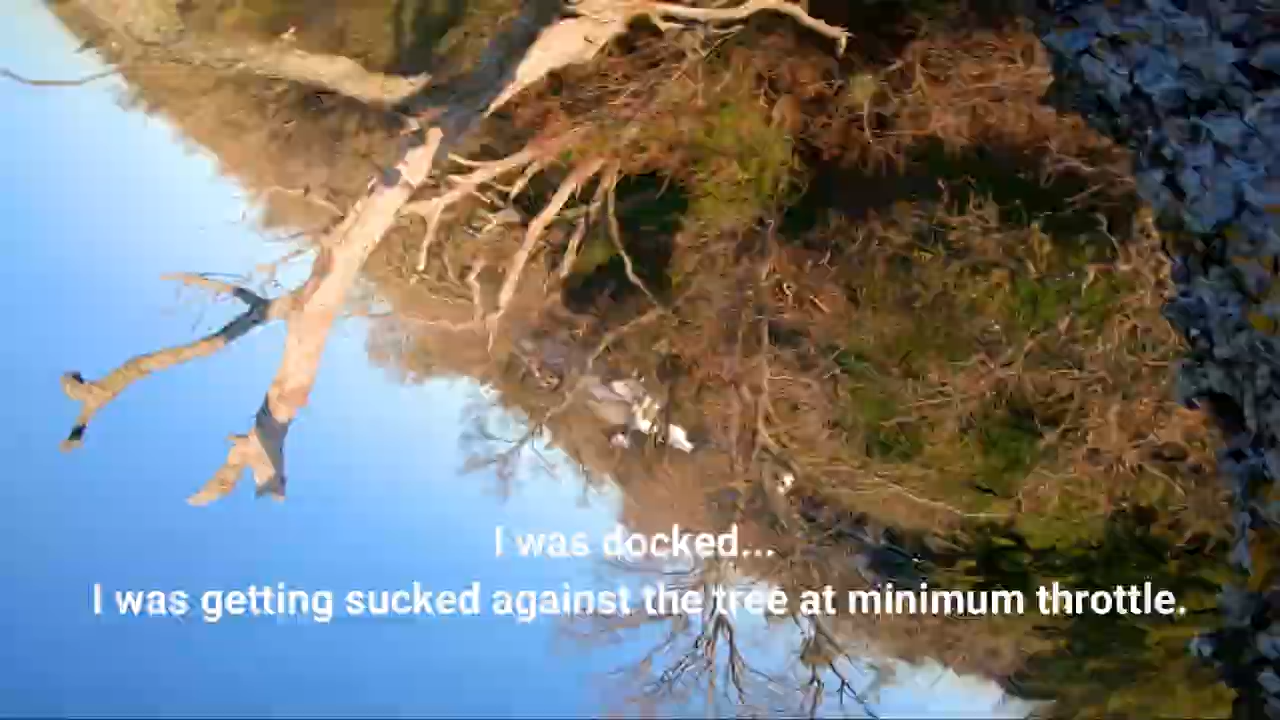 I was docked...
I was getting sucked against the tree at minimum throttle.